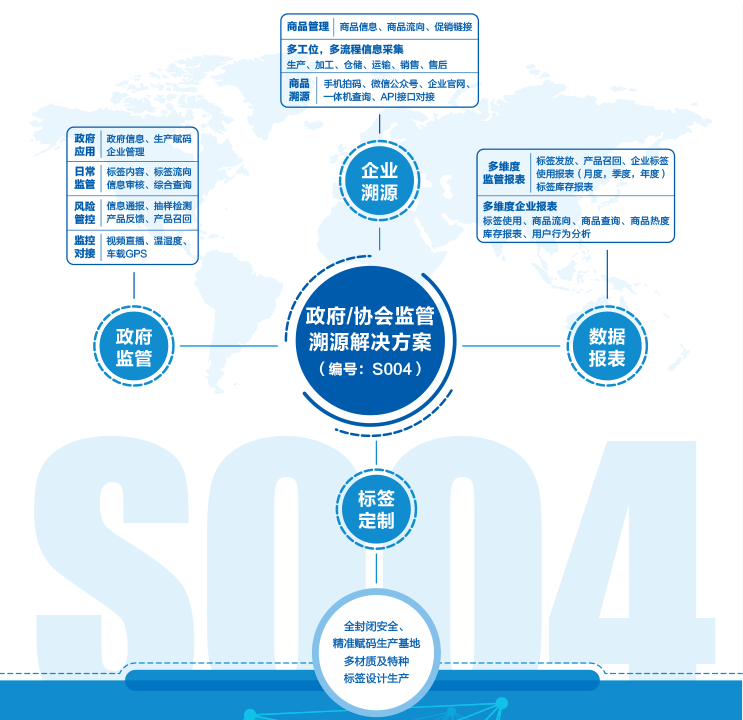 商品管理 商品信息、商品流向、促销链接
多工位，多流程信息采集
生产、加工、仓储、运输、销售、售后
商品 手机拍码、微信公众号、企业官网、
溯源 一体机查询、API接口对接
企业
溯源
政府 政府信息、生产赋码
应用 企业管理
日常 标签内容、标签流向
监管 信息审核、综合查询
风险 信息通报、抽样检测
管控 产品反馈、产品召回
监控 视频直播、温湿度、
对接 车载GPS
政府
监管
多维度 标签发放、产品召回、企业标签
监管报表 使用报表（月度，季度，年度）
标签库存报表
多维度企业报表
标签使用、商品流向、商品查询、商品热度
库存报表、用户行为分析
数据
报表
政府/协会监管
溯源解决方案
（编号：S004）
标签
定制
全封闭安全、
精准赋码生产基地
多材质及特种
标签设计生产
S004